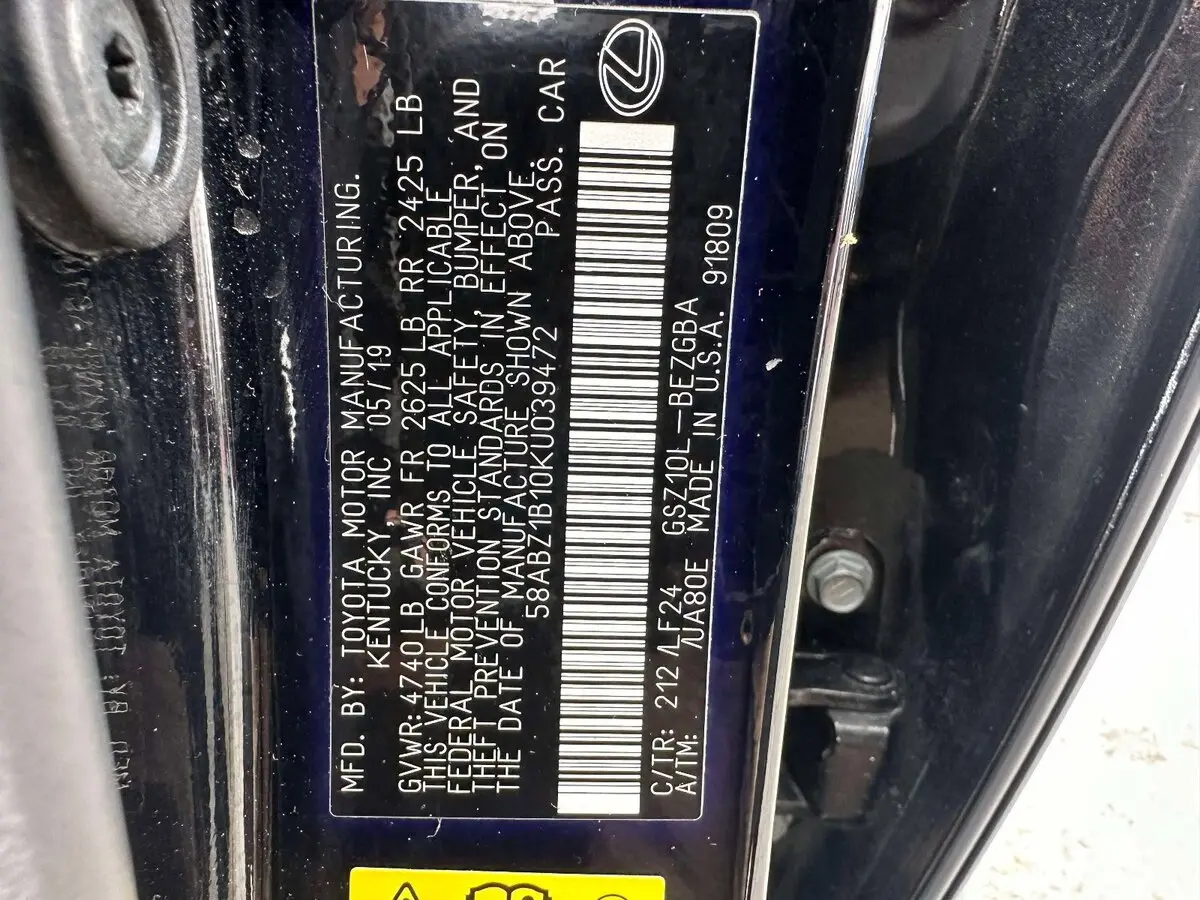 MFD. BY: TOYOTA MOTOR MANUFACTURING.
KENTUCKY, INC 05/19
GVWR: 4740LB GAWR FR 2625LB RR 2425 LB
THIS VEHICLE CONFORMS TO ALL APPLICABLE
FEDERAL MOTOR VEHICLE SAFETY, BUMPER, AND
THEFT PREVENTION STANDARDS IN EFFECT ON
THE DATE OF MANUFACTURE SHOWN ABOVE.
58ABZ1B10KU039472 PASS. CAR
C/TR: 212 /LF24 GSZ10L-BEZGBA
A/TM: /UA80E MADE IN U.S.A. 91809